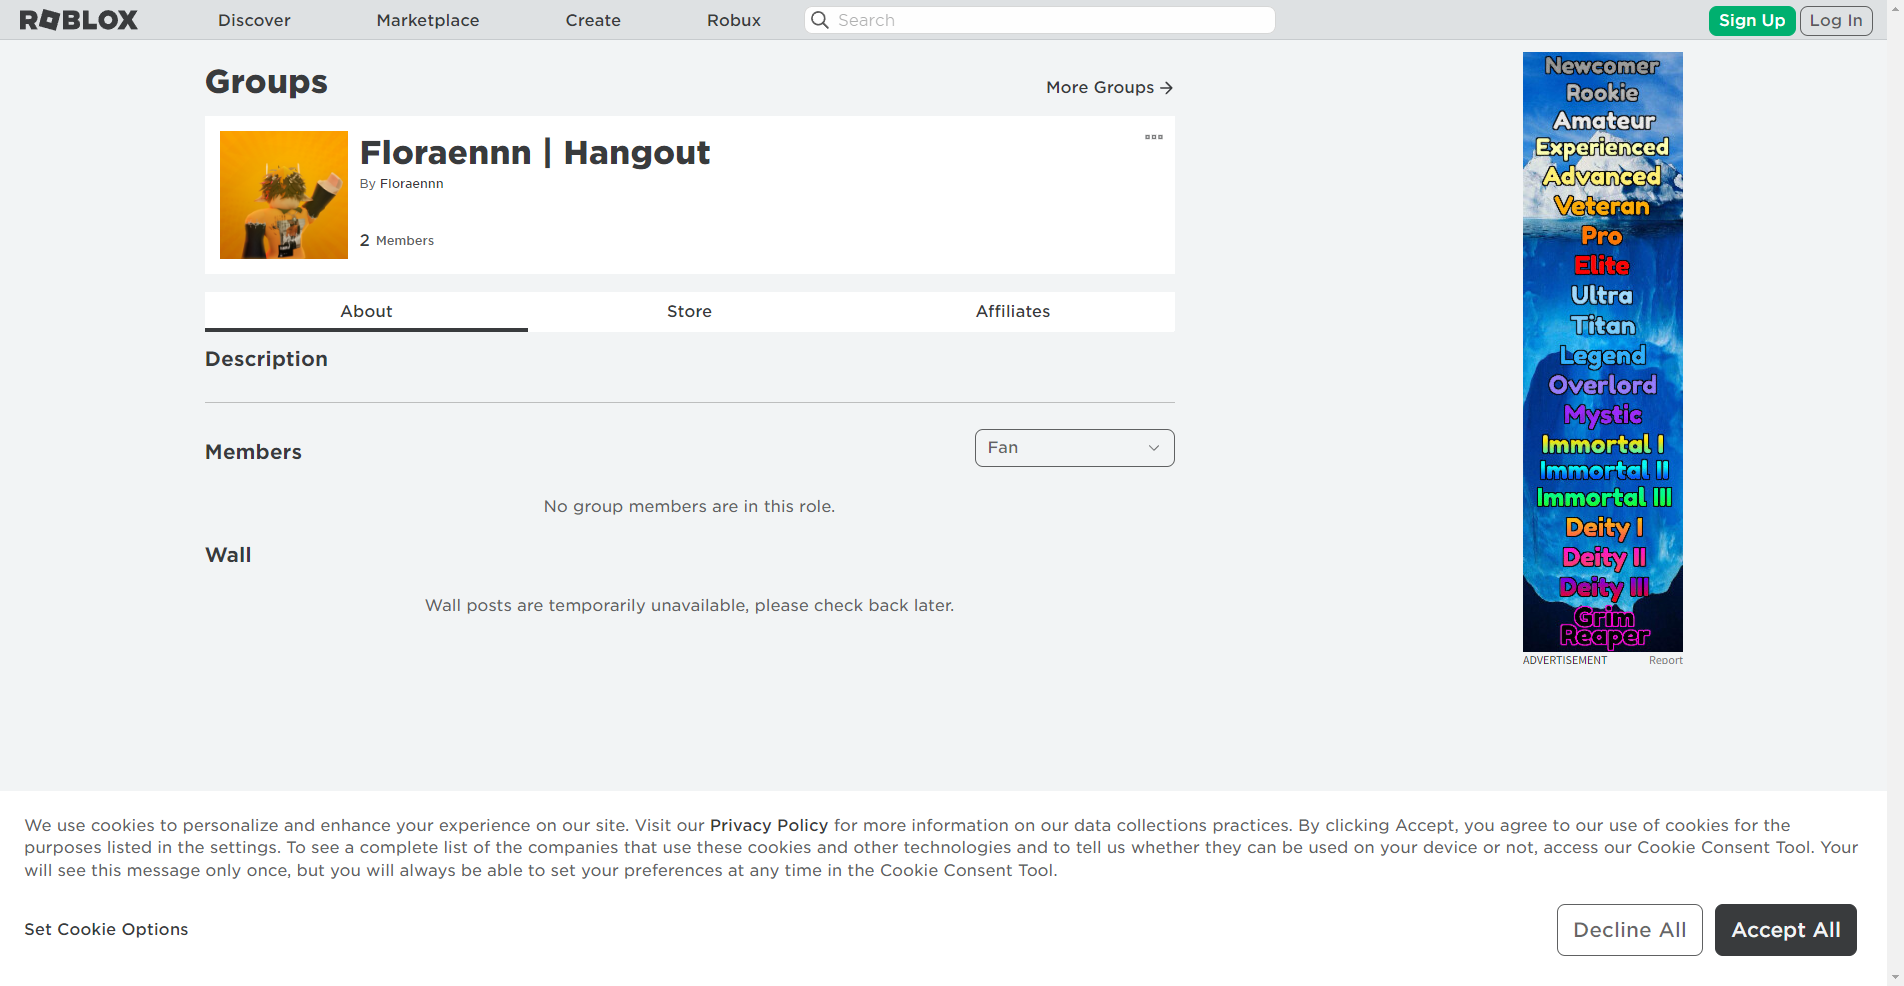 ROBLOX
Discover
Marketplace
Create
Robux
Search
Sign Up
Log In
Groups
More Groups
Floraennn | Hangout
By Floraennn
2 Members
About
Store
Affiliates
Description
Members
Fan
No group members are in this role.
Wall
Wall posts are temporarily unavailable, please check back later.
Newcomer
Rookie
Amateur
Experienced
Advanced
Veteran
Pro
Elite
Ultra
Titan
Legend
Overlord
Mystic
Immortal I
Immortal II
Immortal III
Deity I
Deity II
Deity III
Grim
Reaper
ADVERTISEMENT
Report
We use cookies to personalize and enhance your experience on our site. Visit our Privacy Policy for more information on our data collections practices. By clicking Accept, you agree to our use of cookies for the
purposes listed in the settings. To see a complete list of the companies that use these cookies and other technologies and to tell us whether they can be used on your device or not, access our Cookie Consent Tool. Your
will see this message only once, but you will always be able to set your preferences at any time in the Cookie Consent Tool.
Set Cookie Options
Decline All
Accept All